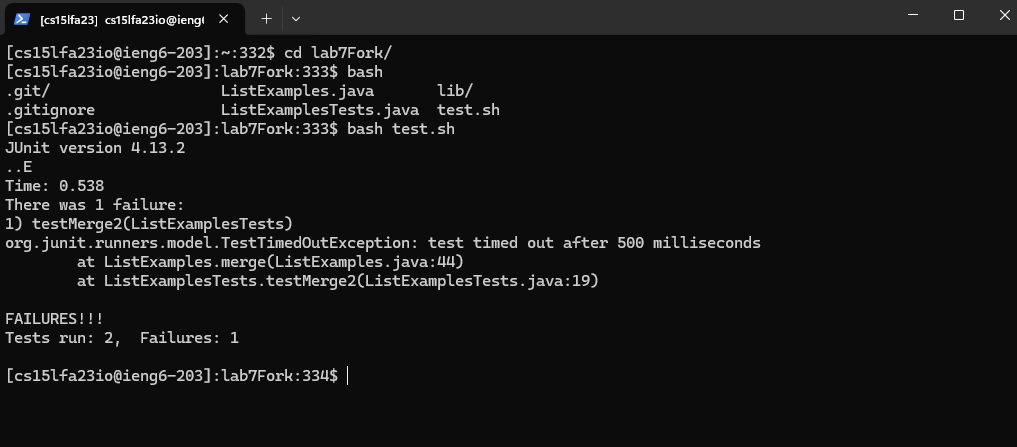 [cs15lfa23] cs15lfa23io@ieng6
[cs15lfa23io@ieng6-203]:~:332$ cd lab7Fork/
[cs15lfa23io@ieng6-203]:lab7Fork:333$ bash
.git/ ListExamples.java lib/
.gitignore ListExamplesTests.java test.sh
[cs15lfa23io@ieng6-203]:lab7Fork:333$ bash test.sh
JUnit version 4.13.2
..E
Time: 0.538
There was 1 failure:
1) testMerge2(ListExamplesTests)
org.junit.runners.model.TestTimedOutException: test timed out after 500 milliseconds
at ListExamples.merge(ListExamples.java:44)
at ListExamplesTests.testMerge2(ListExamplesTests.java:19)
FAILURES!!!
Tests run: 2,  Failures: 1
[cs15lfa23io@ieng6-203]:lab7Fork:334$